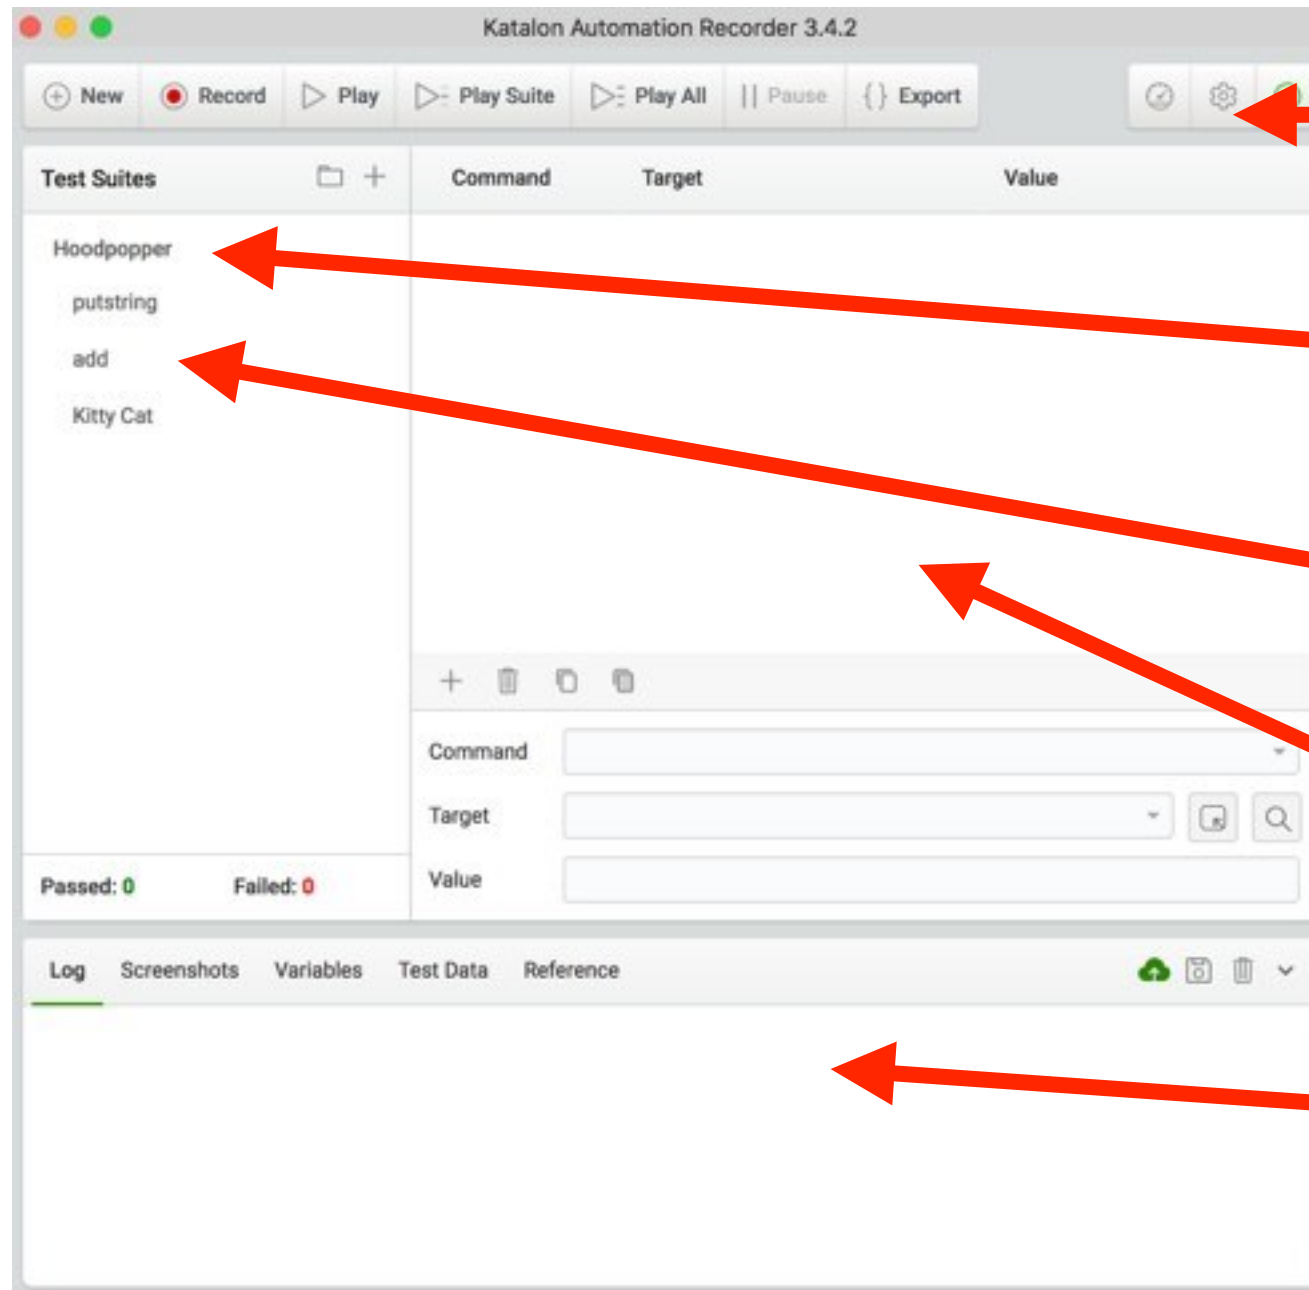 Katalon Automation Recorder 3.4.2
New Record Play Play Suite Play All Pause Export
Test Suites Command Target Value
Hoodpopper
putstring
add
Kitty Cat
Command
Target
Value
Passed: 0 Failed: 0
Log Screenshots Variables Test Data Reference